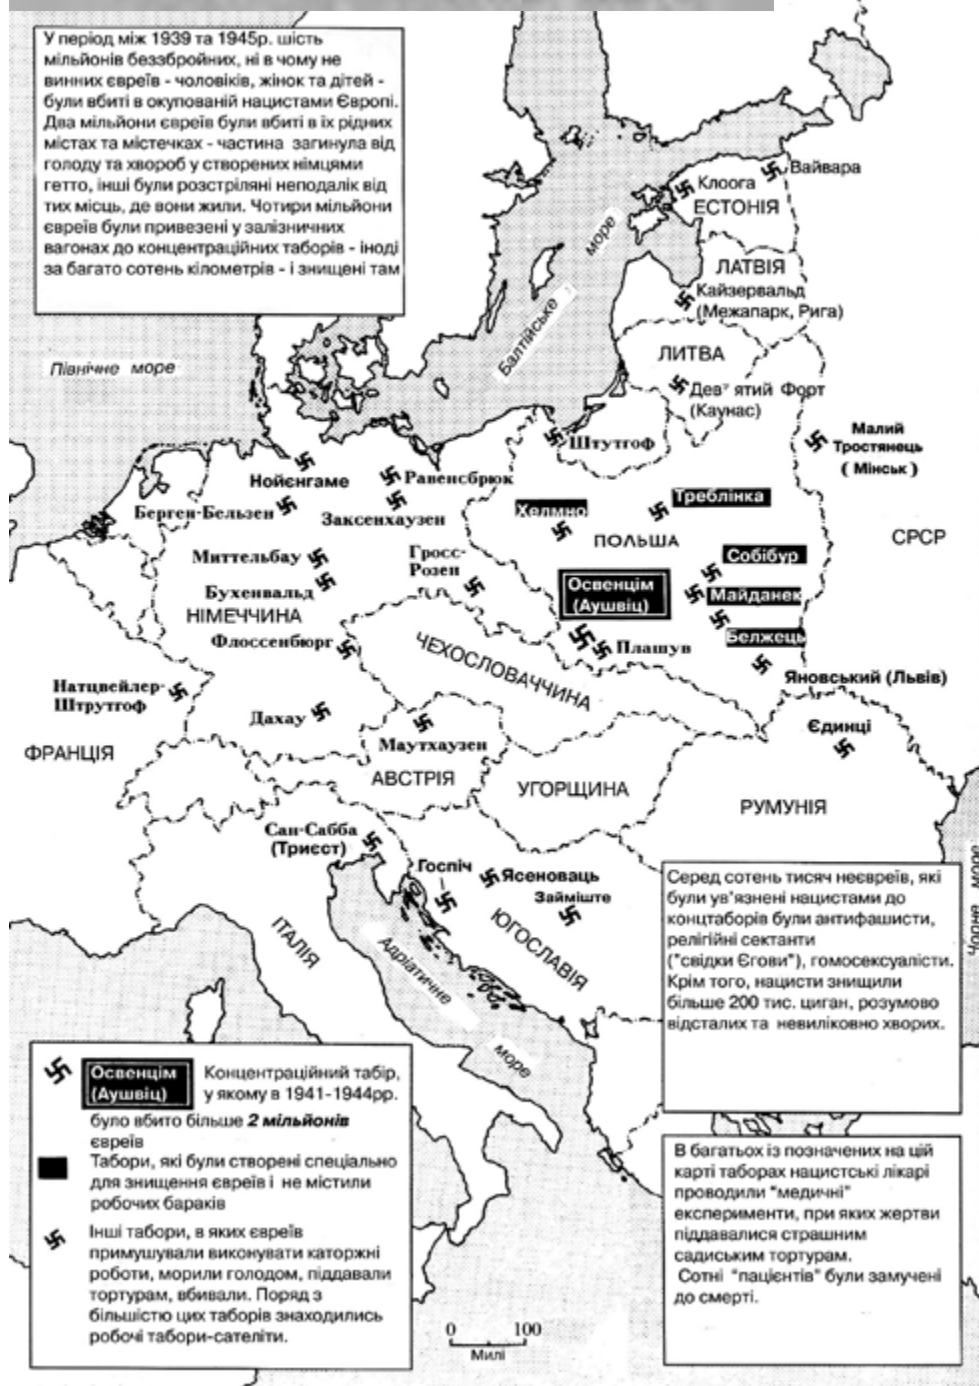 У період між 1939 та 1945р. шість
мільйонів беззбройних, ні в чому не
винних євреїв - чоловіків, жінок та дітей -
були вбиті в окупованій нацистами Європі.
Два мільйони євреїв були вбиті в їх рідних
містах та містечках - частина загинула від
голоду та хвороб у створених німцями
гетто, інші були розстріляні неподалік від
тих місць, де вони жили. Чотири мільйони
євреїв були привезені у залізничних
вагонах до концентраційних таборів - іноді
за багато сотень кілометрів - і знищені там
Вайвара
Клоога
ЕСТОНІЯ
Балтійське море
ЛАТВІЯ
Кайзервальд
(Межапарк, Рига)
ЛИТВА
Північне море
Дев'ятий Форт
(Каунас)
Штутгоф
Малий
Тростянець
(Мінськ)
Нойєнгаме
Равенсбрюк
Берген-Бельзен
Заксенхаузен
Хелмно
Треблінка
ПОЛЬША
СРСР
Миттельбау
Гросс-
Розен
Собібур
Бухенвальд
Освенцім
(Аушвіц)
Майданек
НІМЕЧЧИНА
Флоссенбюрг
ЧЕХОСЛОВАЧЧИНА
Плашув
Белжець
Яновський (Львів)
Натцвейлер-
Штрутгоф
Дахау
Маутхаузен
Єдинці
ФРАНЦІЯ
АВСТРІЯ
УГОРЩИНА
РУМУНІЯ
Сан-Сабба
(Триєст)
Госпіч
Ясеноваць
Займіште
ІТАЛІЯ
ЮГОСЛАВІЯ
Адріатичне море
Чорне море
Серед сотень тисяч неєвреїв, які
були ув'язнені нацистами до
концтаборів були антифашисти,
релігійні сектанти
("свідки Єгови"), гомосексуалісти.
Крім того, нацисти знищили
більше 200 тис. циган, розумово
відсталих та невиліковно хворих.
Освенцім
(Аушвіц)
Концентраційний табір,
у якому в 1941-1944рр.
було вбито більше 2 мільйонів
євреїв
Табори, які були створені спеціально
для знищення євреїв і не містили
робочих бараків
Інші табори, в яких євреїв
примушували виконувати каторжні
роботи, морили голодом, піддавали
тортурам, вбивали. Поряд з
більшістю цих таборів знаходились
робочі табори-сателіти.
0 100
Милі
В багатьох із позначених на цій
карті таборах нацистські лікарі
проводили "медичні"
експерименти, при яких жертви
піддавалися страшним
садиським тортурам.
Сотні "пацієнтів" були замучені
до смерті.